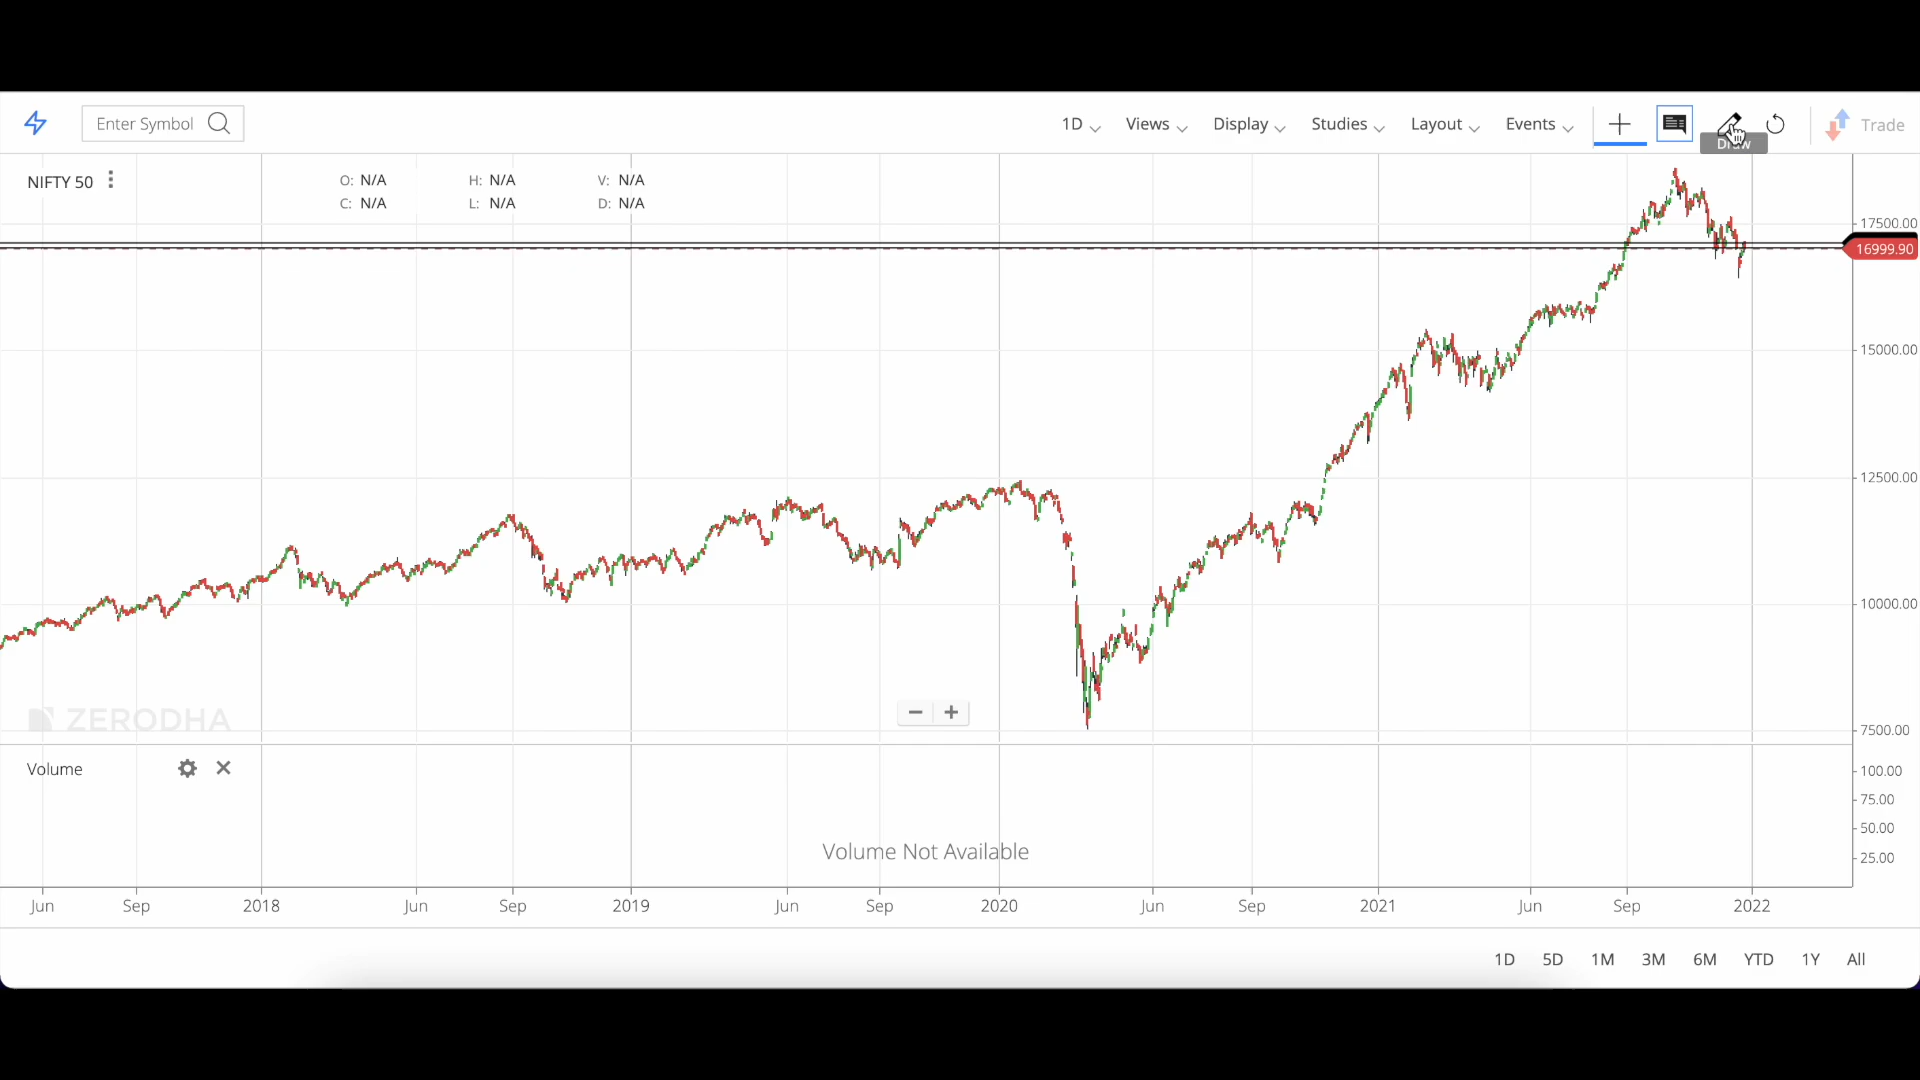 Enter Symbol
1D Views Display Studies Layout Events Trade
Draw
NIFTY 50
O: N/A H: N/A V: N/A
C: N/A L: N/A D: N/A
17500.00
16999.90
15000.00
12500.00
10000.00
7500.00
ZERODHA
Volume
100.00
75.00
50.00
25.00
Volume Not Available
Jun Sep 2018 Jun Sep 2019 Jun Sep 2020 Jun Sep 2021 Jun Sep 2022
1D 5D 1M 3M 6M YTD 1Y All